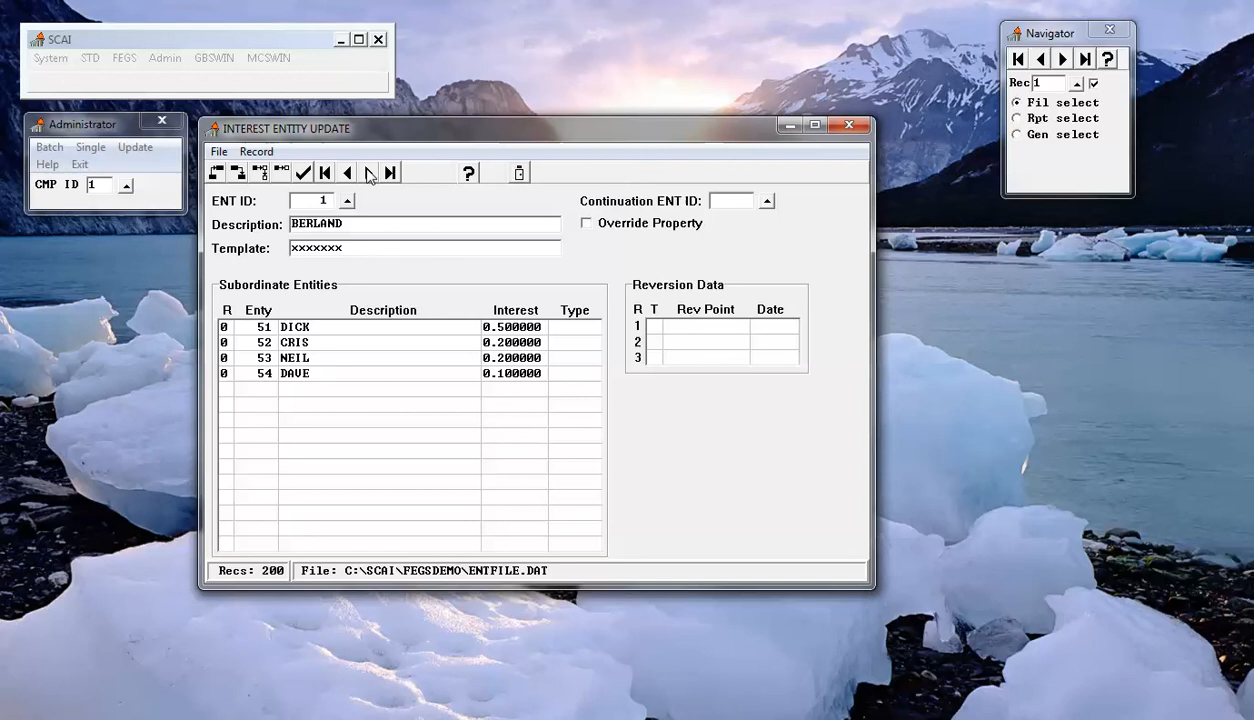 SCAI
System STD FEGS Admin GBSWIN MCSWIN
Navigator
?
Rec 1
Fil select
Rpt select
Gen select
Administrator
Batch Single Update
Help Exit
CMP ID 1
INTEREST ENTITY UPDATE
File Record
?
ENT ID: 1
Continuation ENT ID:
Description: BERLAND
Override Property
Template: xxxxxxx
Subordinate Entities
R Enty Description Interest Type
0 51 DICK 0.500000
0 52 CRIS 0.200000
0 53 NEIL 0.200000
0 54 DAVE 0.100000
Reversion Data
R T Rev Point Date
1
2
3
Recs: 200 File: C:\SCAI\FEGSDEMO\ENTFILE.DAT